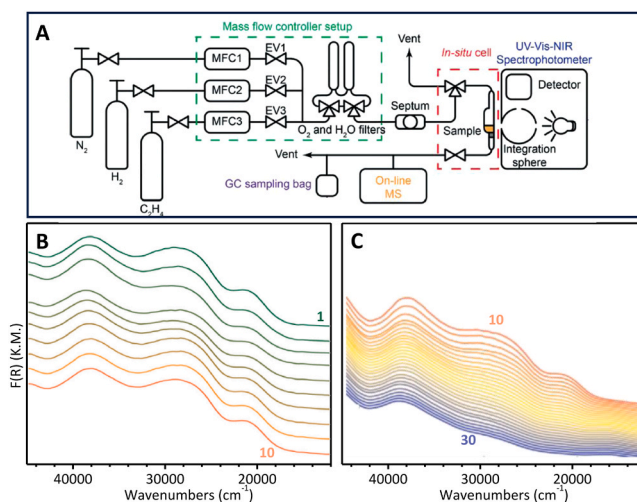 A
Mass flow controller setup
MFC1
EV1
MFC2
EV2
MFC3
EV3
N2
H2
C2H4
O2 and H2O filters
Vent
Septum
In-situ cell
Sample
UV-Vis-NIR
Spectrophotometer
Detector
Integration
sphere
Vent
GC sampling bag
On-line
MS
B
1
10
F(R) (K.M.)
40000
30000
20000
Wavenumbers (cm-1)
C
10
30
40000
30000
20000
Wavenumbers (cm-1)